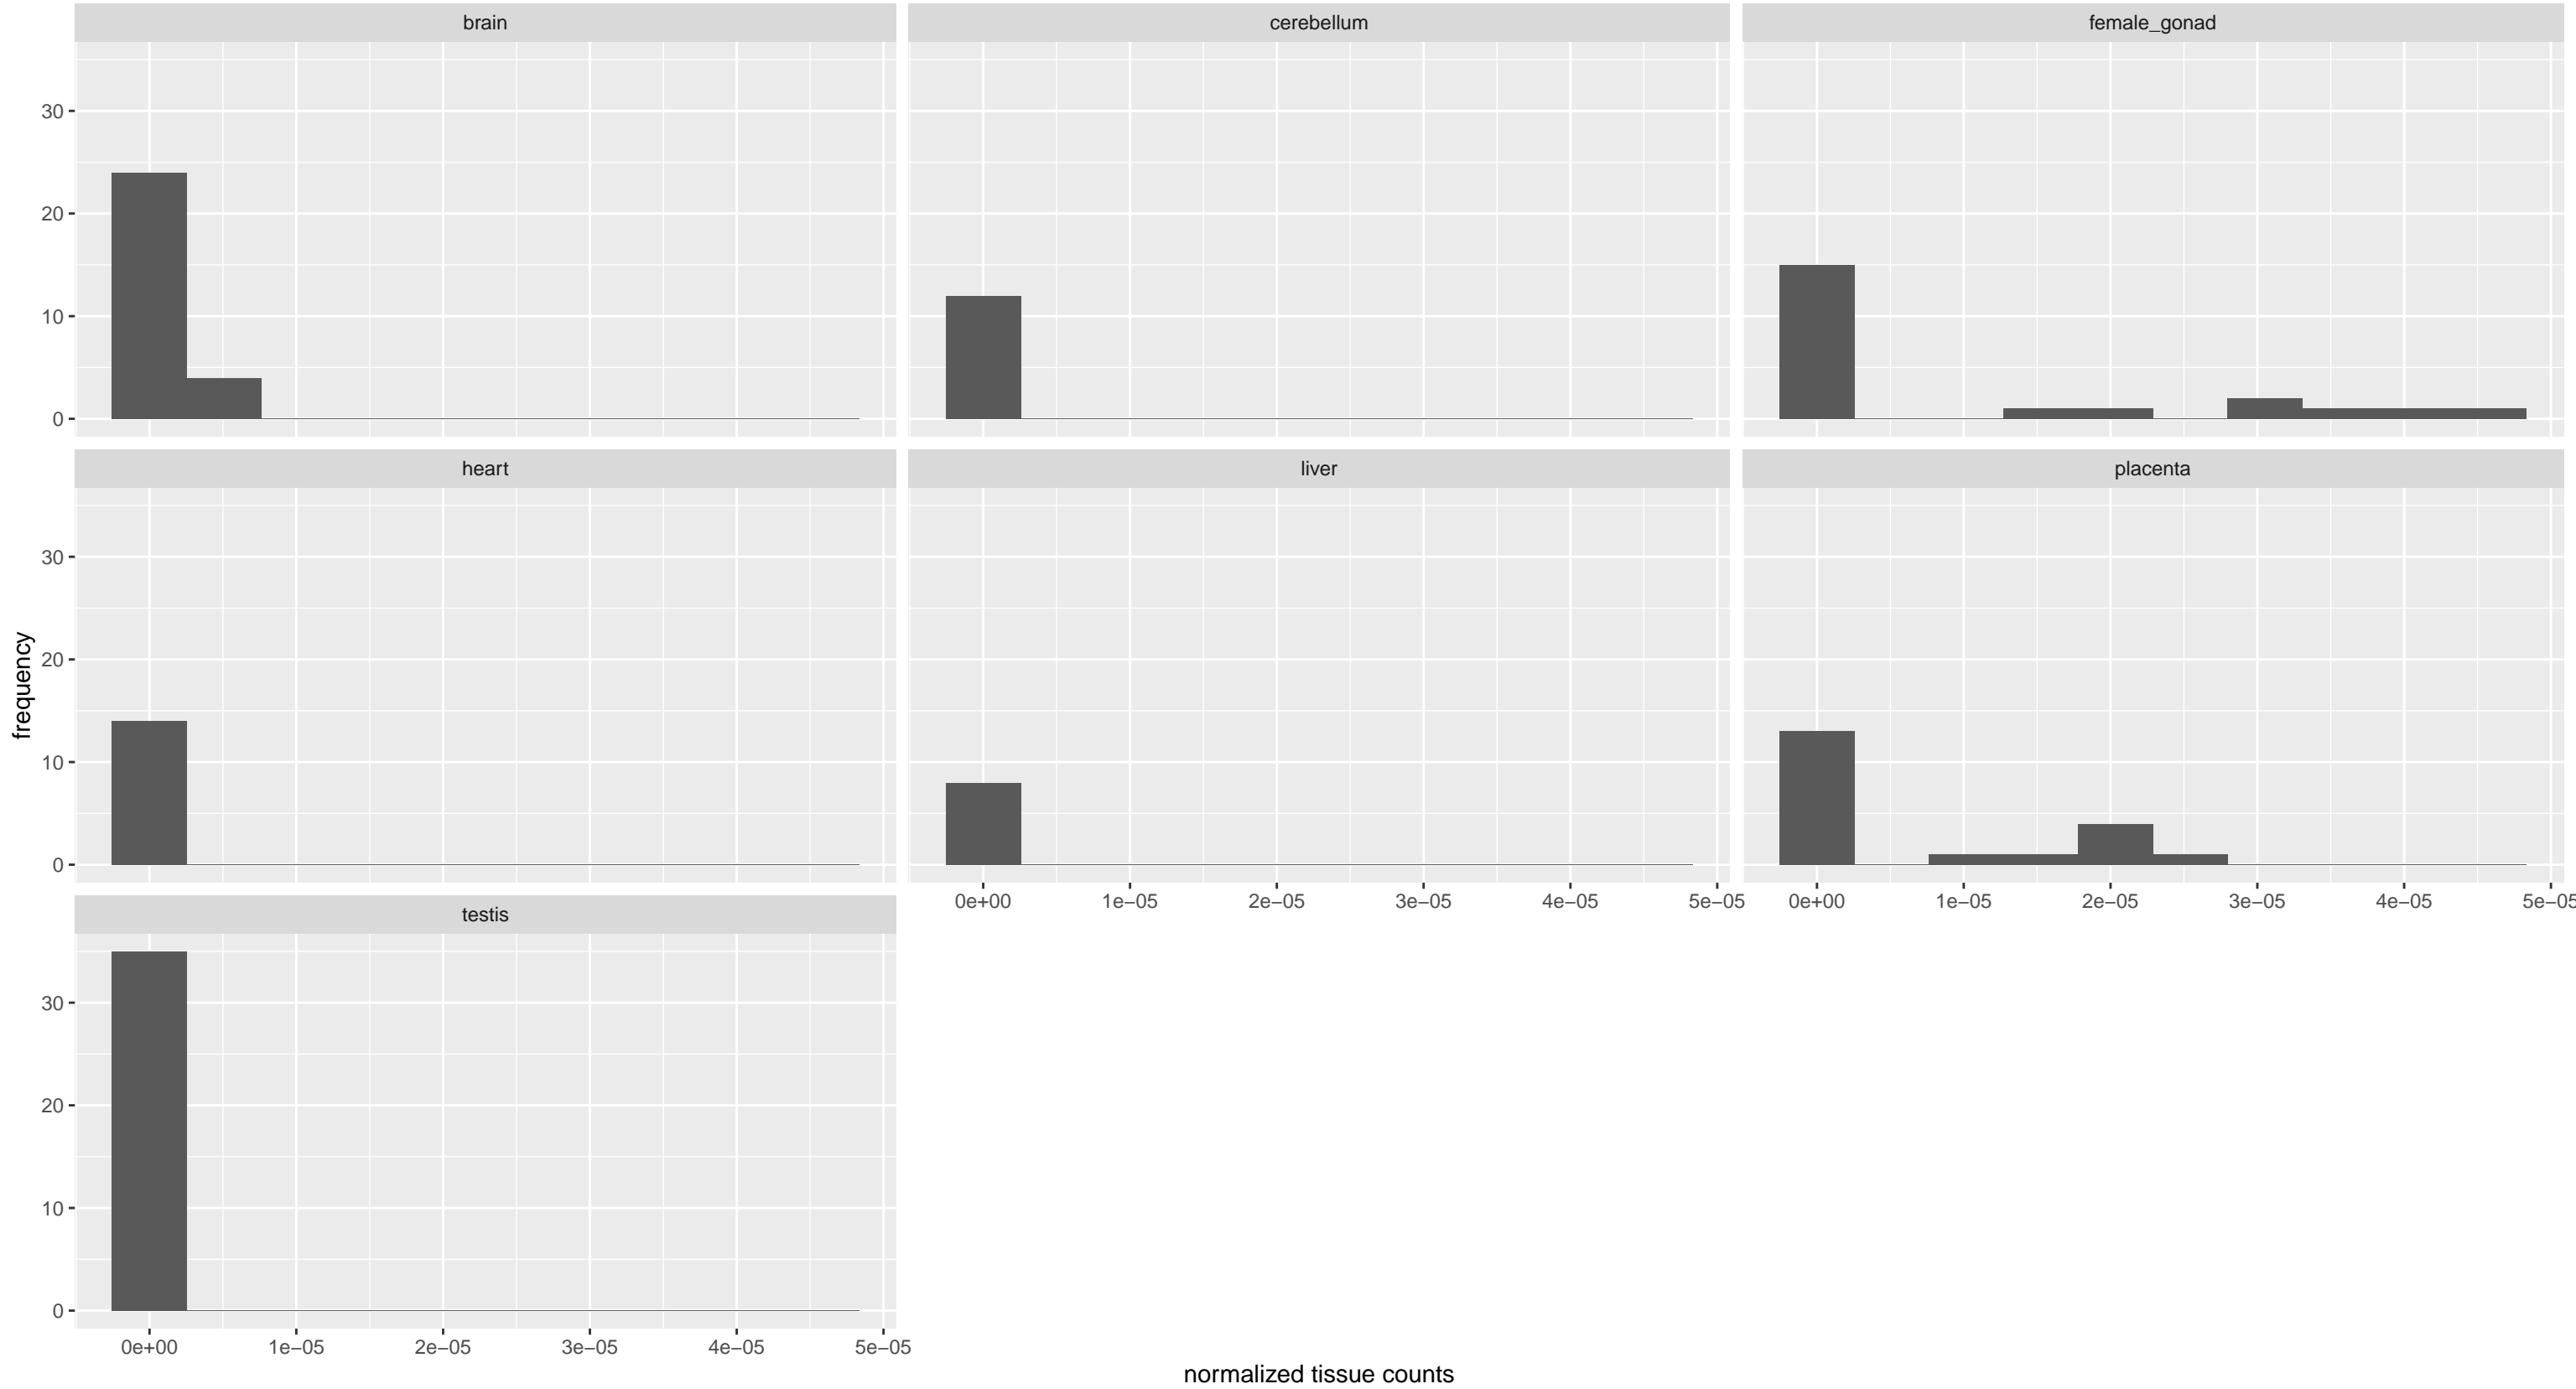 brain cerebellum female_gonad
30
20
10
0
heart liver placenta
30
20
10
0
frequency
0e+00 1e−05 2e−05 3e−05 4e−05 5e−05 0e+00 1e−05 2e−05 3e−05 4e−05 5e−05
testis
30
20
10
0
0e+00 1e−05 2e−05 3e−05 4e−05 5e−05
normalized tissue counts